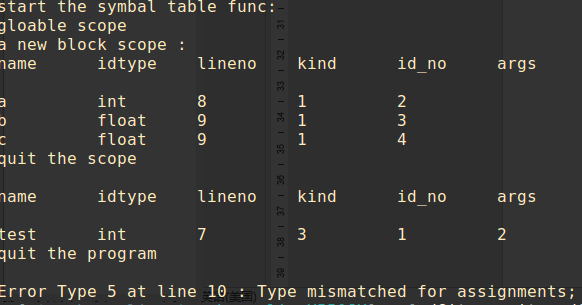 start the symbal table func:
gloable scope
a new block scope :
name idtype lineno kind id_no args
a int 8 1 2
b float 9 1 3
c float 9 1 4
quit the scope
name idtype lineno kind id_no args
test int 7 3 1 2
quit the program
Error Type 5 at line 10 : Type mismatched for assignments;